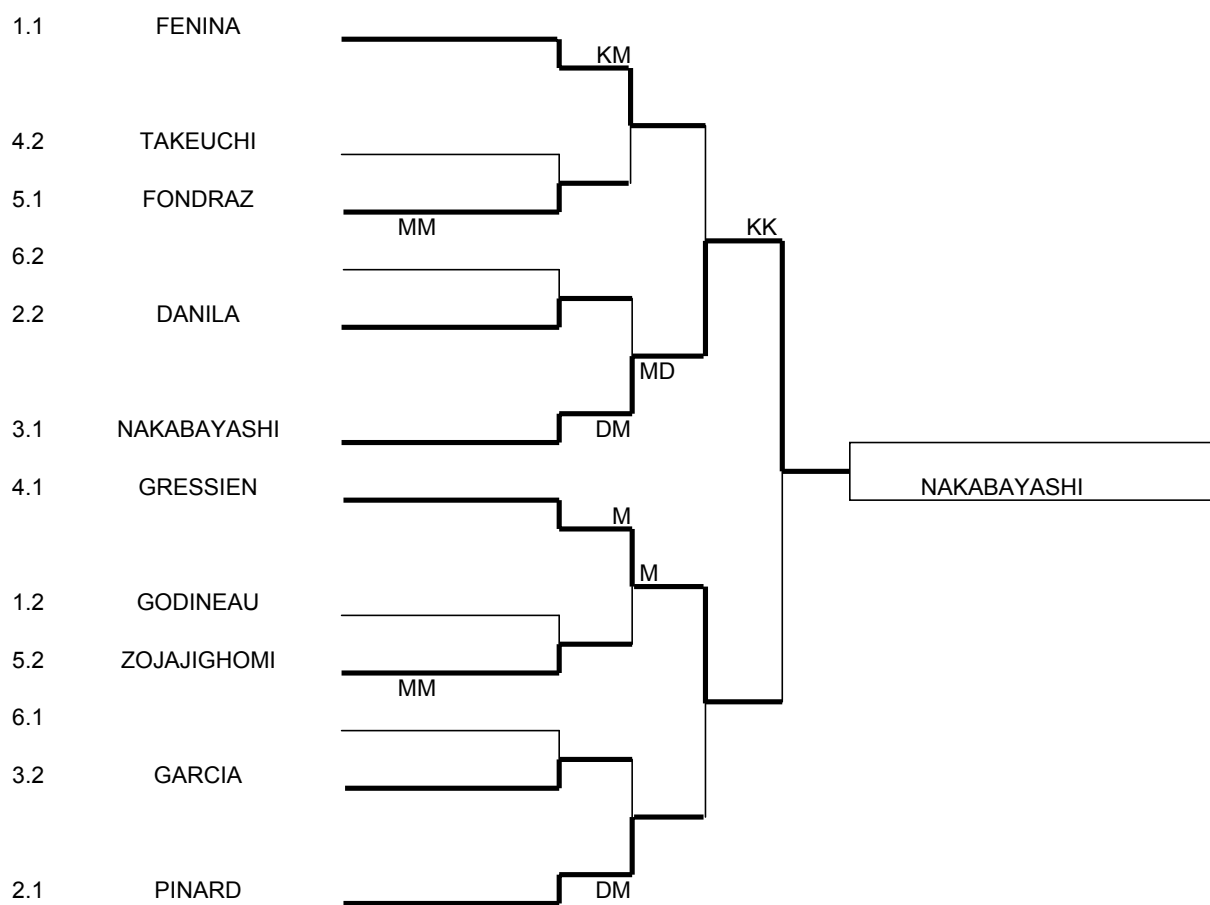 1.1 FENINA
KM
4.2 TAKEUCHI
5.1 FONDRAZ
MM KK
6.2
2.2 DANILA
MD
3.1 NAKABAYASHI DM
4.1 GRESSIEN NAKABAYASHI
M
M
1.2 GODINEAU
5.2 ZOJAJIGHOMI
MM
6.1
3.2 GARCIA
2.1 PINARD DM